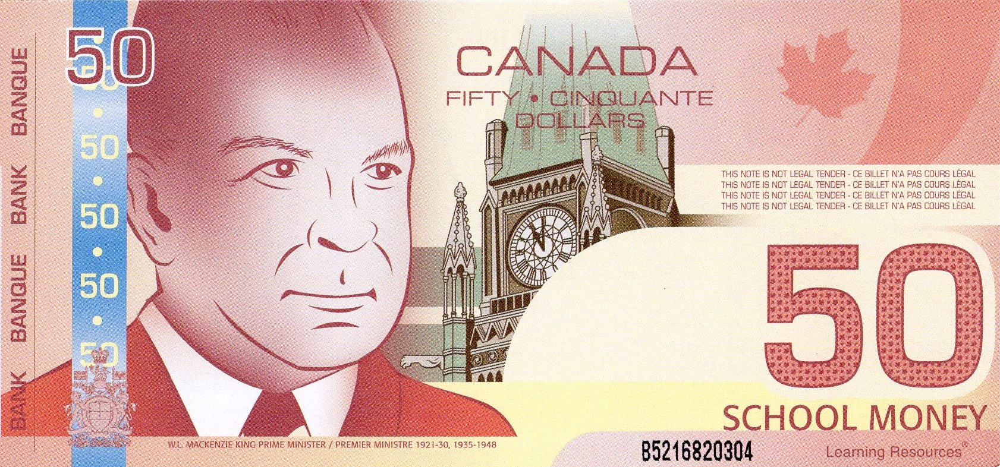 BANK BANQUE BANK BANQUE
50
50
50
50
50
50
CANADA
FIFTY • CINQUANTE
DOLLARS
THIS NOTE IS NOT LEGAL TENDER - CE BILLET N'A PAS COURS LÉGAL
THIS NOTE IS NOT LEGAL TENDER - CE BILLET N'A PAS COURS LÉGAL
THIS NOTE IS NOT LEGAL TENDER - CE BILLET N'A PAS COURS LÉGAL
THIS NOTE IS NOT LEGAL TENDER - CE BILLET N'A PAS COURS LÉGAL
50
SCHOOL MONEY
W.L. MACKENZIE KING PRIME MINISTER / PREMIER MINISTRE 1921-30, 1935-1948
B5216820304
Learning Resources®